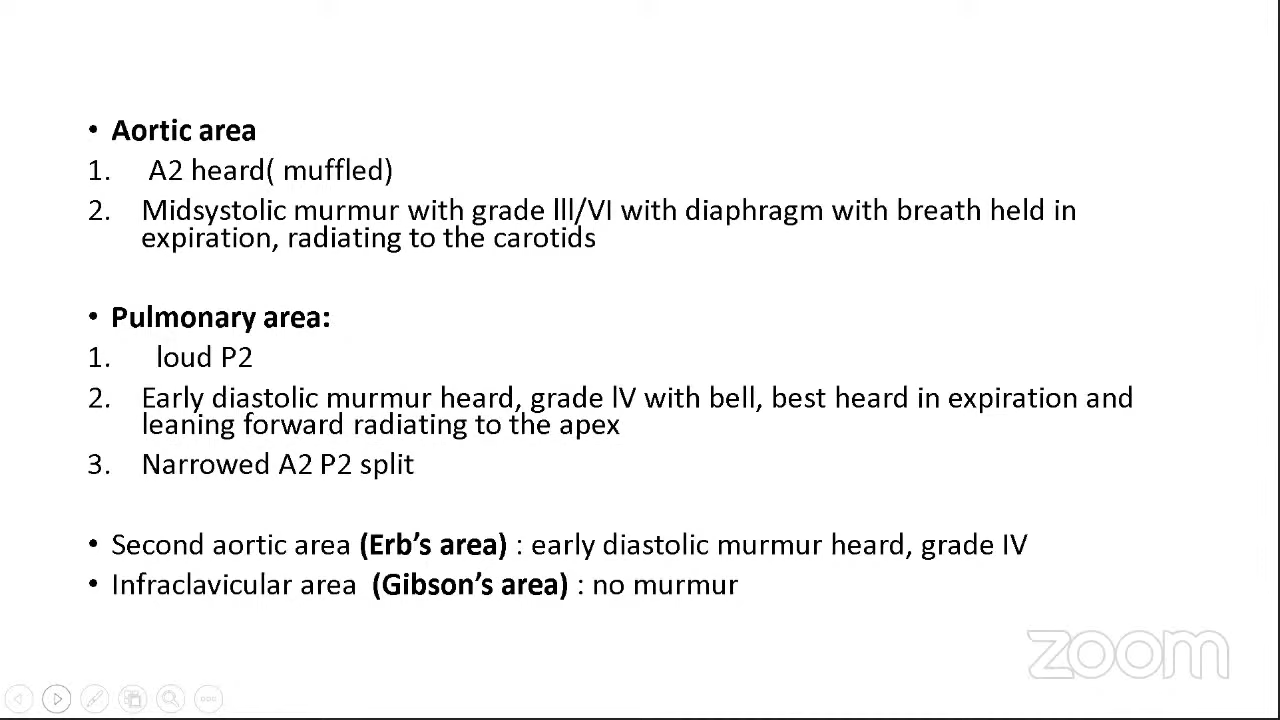 • Aortic area
1. A2 heard( muffled)
2. Midsystolic murmur with grade lll/VI with diaphragm with breath held in
expiration, radiating to the carotids
• Pulmonary area:
1. loud P2
2. Early diastolic murmur heard, grade lV with bell, best heard in expiration and
leaning forward radiating to the apex
3. Narrowed A2 P2 split
• Second aortic area (Erb’s area) : early diastolic murmur heard, grade IV
• Infraclavicular area (Gibson’s area) : no murmur
zoom